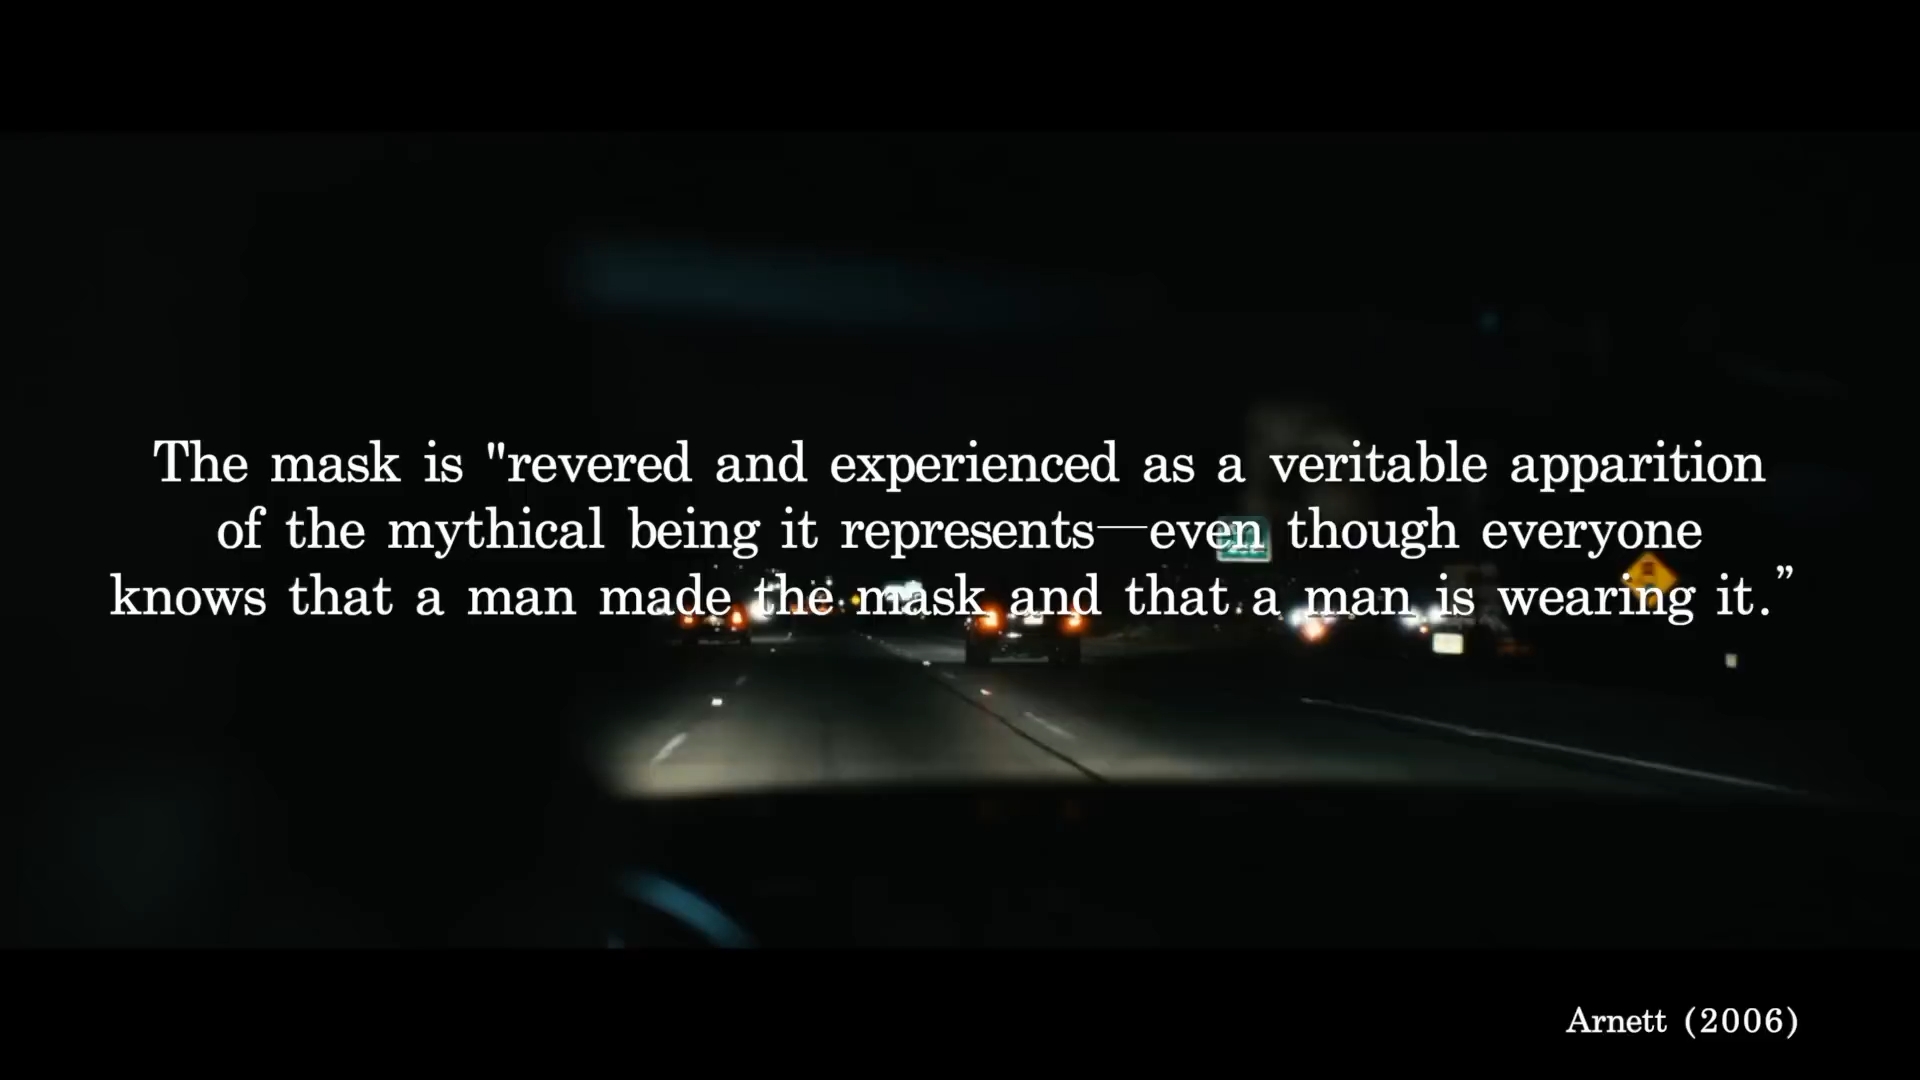 The mask is "revered and experienced as a veritable apparition
of the mythical being it represents—even though everyone
knows that a man made the mask and that a man is wearing it.”
Arnett (2006)